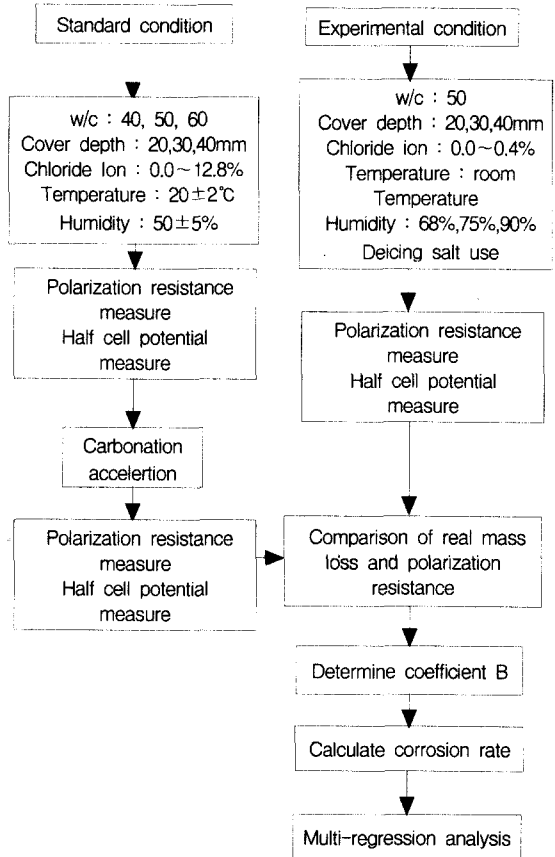 Standard condition
w/c : 40, 50, 60
Cover depth : 20,30,40mm
Chloride Ion : 0.0~12.8%
Temperature : 20±2℃
Humidity : 50±5%
Polarization resistance
measure
Half cell potential
measure
Carbonation
accelertion
Polarization resistance
measure
Half cell potential
measure
Experimental condition
w/c : 50
Cover depth : 20,30,40mm
Chloride ion : 0.0~0.4%
Temperature : room
Temperature
Humidity : 68%,75%,90%
Deicing salt use
Polarization resistance
measure
Half cell potential
measure
Comparison of real mass
loss and polarization
resistance
Determine coefficient B
Calculate corrosion rate
Multi-regression analysis